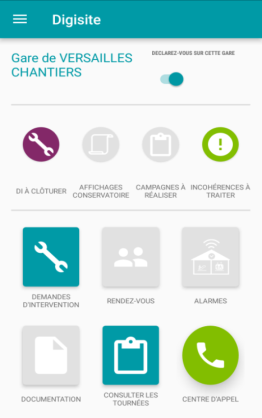 Digisite
Gare de VERSAILLES
CHANTIERS
DECLAREZ-VOUS SUR CETTE GARE
DI À CLÔTURER
AFFICHAGES
CONSERVATOIRE
CAMPAGNES À
RÉALISER
INCOHÉRENCES À
TRAITER
DEMANDES
D'INTERVENTION
RENDEZ-VOUS
ALARMES
DOCUMENTATION
CONSULTER LES
TOURNÉES
CENTRE D'APPEL